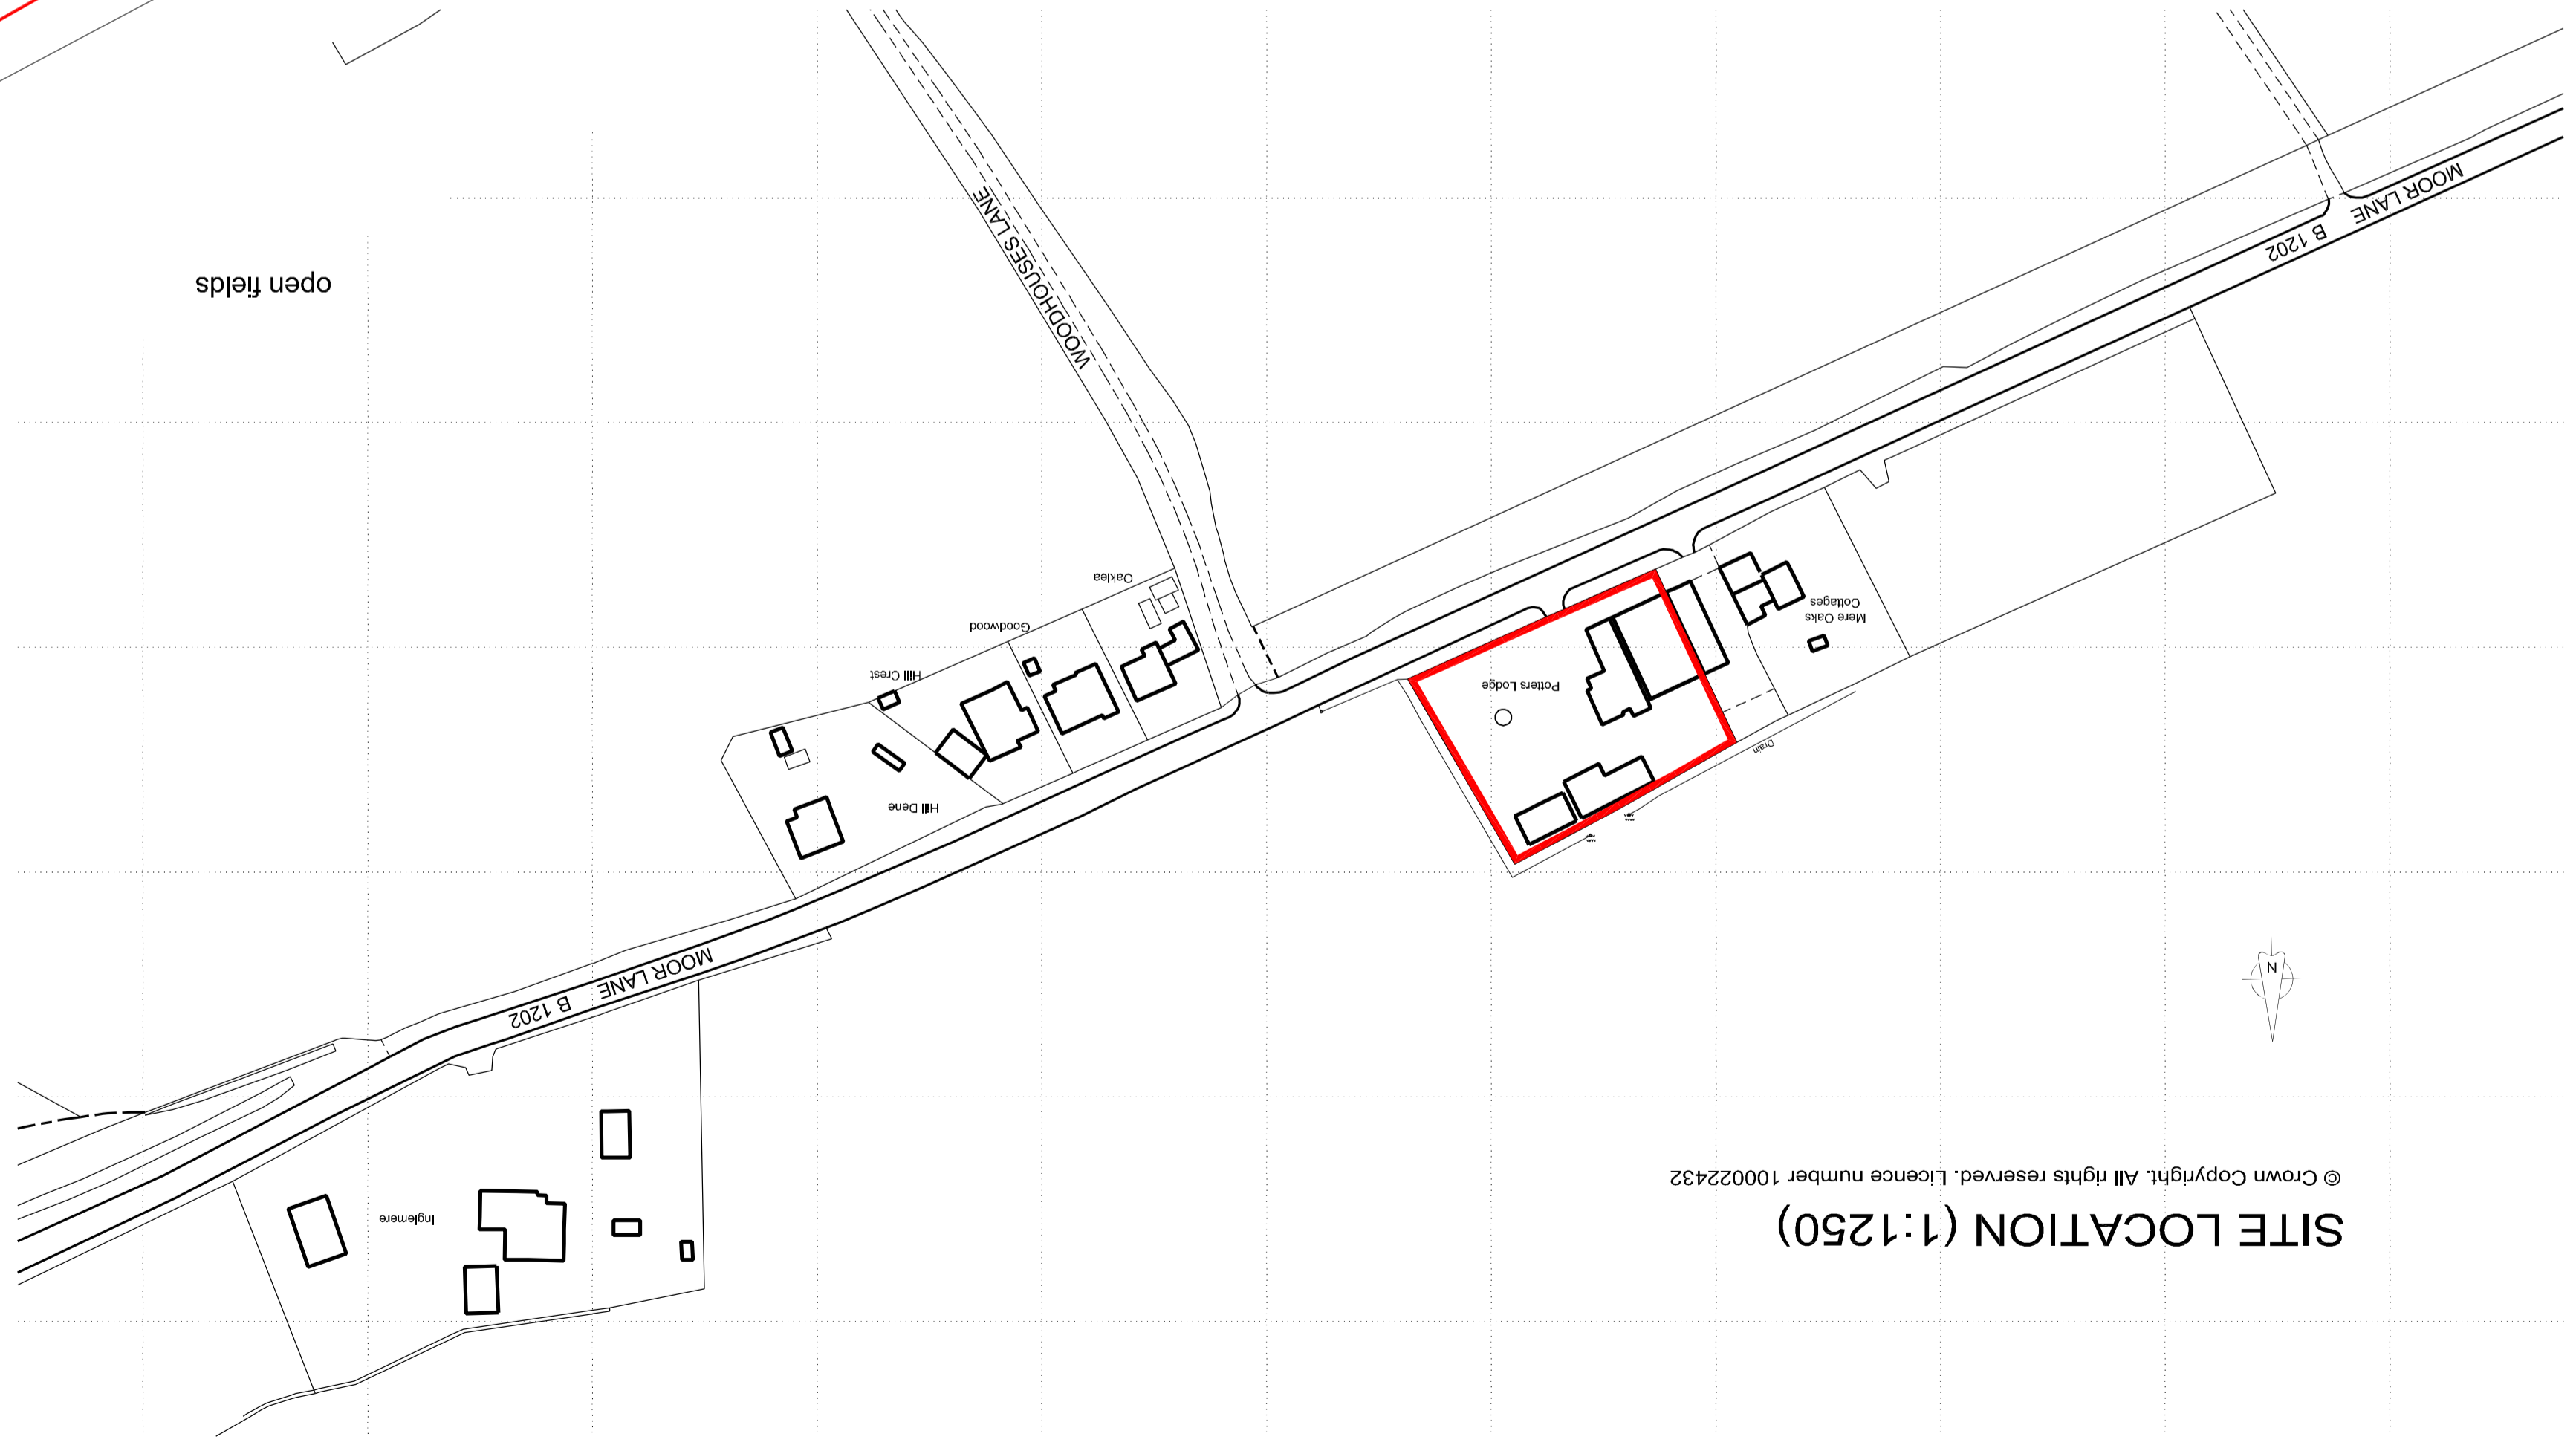 SITE LOCATION (1:1250)
© Crown Copyright. All rights reserved. Licence number 100022432
N
Inglemere
B 1202
MOOR LANE
Drain
Hill Dene
Potters Lodge
Hill Crest
Goodwood
Mere Oaks
Cottages
Oaklea
WOODHOUSES LANE
open fields
B 1202
MOOR LANE